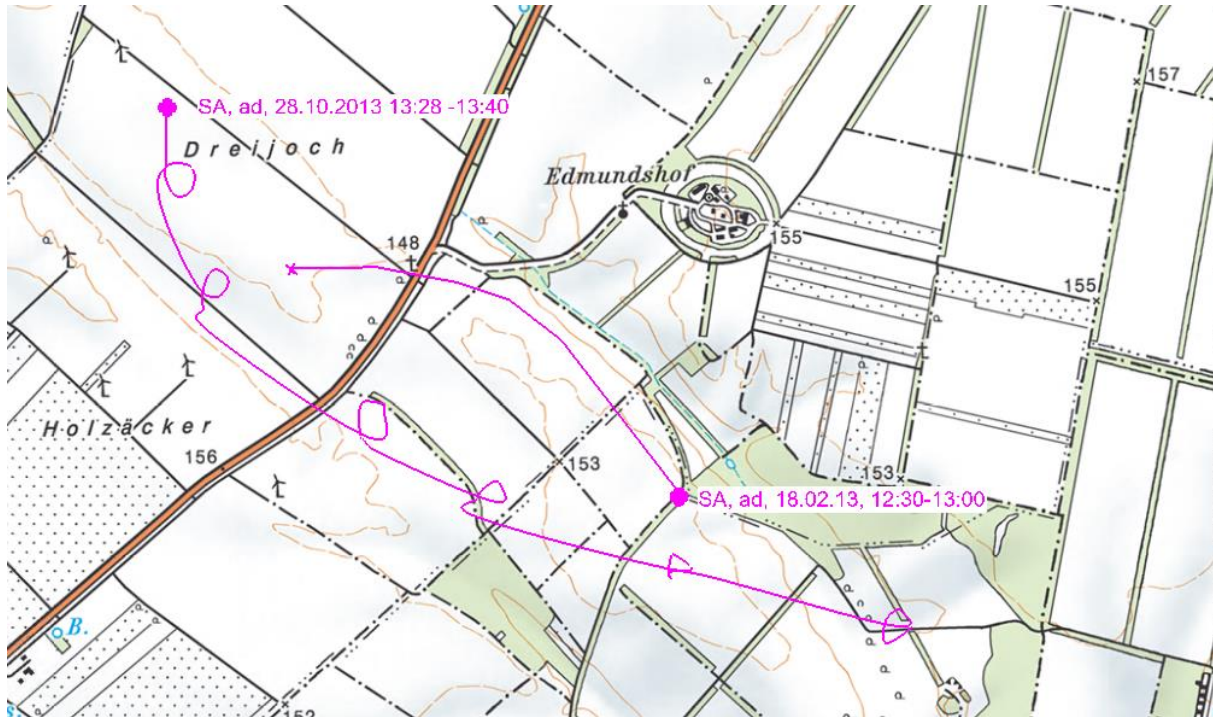 157
SA, ad, 28.10.2013 13:28 -13:40
Dreijoch
Edmundshof
155
148
155
Holzäcker
156
153
153
SA, ad, 18.02.13, 12:30-13:00
B.
152
s.